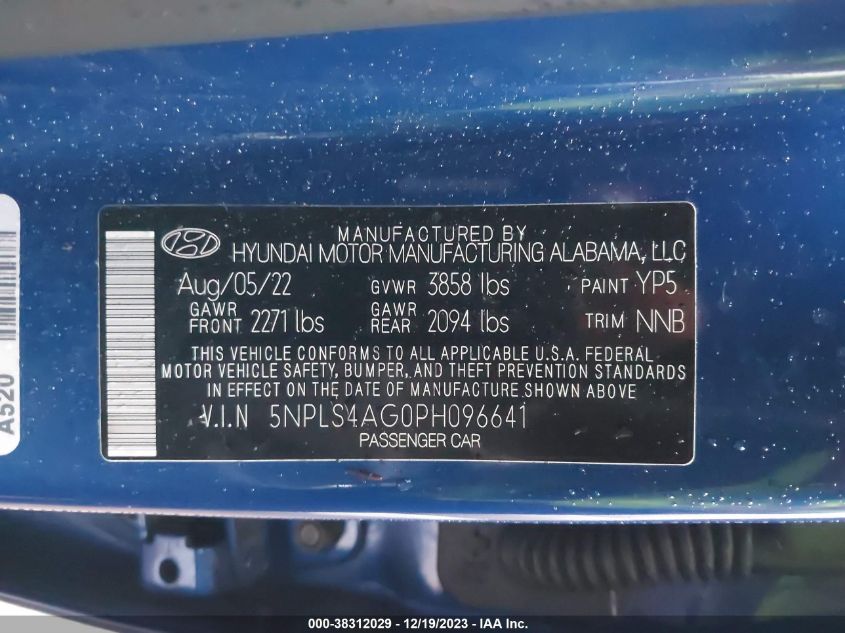 MANUFACTURED BY
HYUNDAI MOTOR MANUFACTURING ALABAMA, LLC
Aug/05/22 GVWR 3858 lbs PAINT YP5
GAWR FRONT 2271 lbs GAWR REAR 2094 lbs TRIM NNB
THIS VEHICLE CONFORMS TO ALL APPLICABLE U.S.A. FEDERAL
MOTOR VEHICLE SAFETY, BUMPER, AND THEFT PREVENTION STANDARDS
IN EFFECT ON THE DATE OF MANUFACTURE SHOWN ABOVE
V.I.N 5NPLS4AG0PH096641
PASSENGER CAR
A520
000-38312029 - 12/19/2023 - IAA Inc.